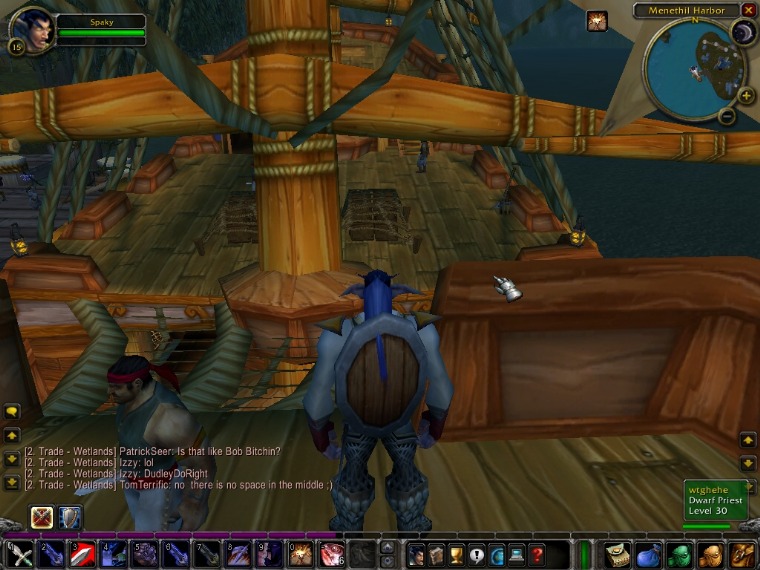 Spaky
15
Menethil Harbor
N
[2. Trade - Wetlands] PatrickSeer: Is that like Bob Bitchin?
[2. Trade - Wetlands] Izzy: lol
[2. Trade - Wetlands] Izzy: DudleyDoRight
[2. Trade - Wetlands] TomTerrific: no  there is no space in the middle ;)
wtghehe
Dwarf Priest
Level 30